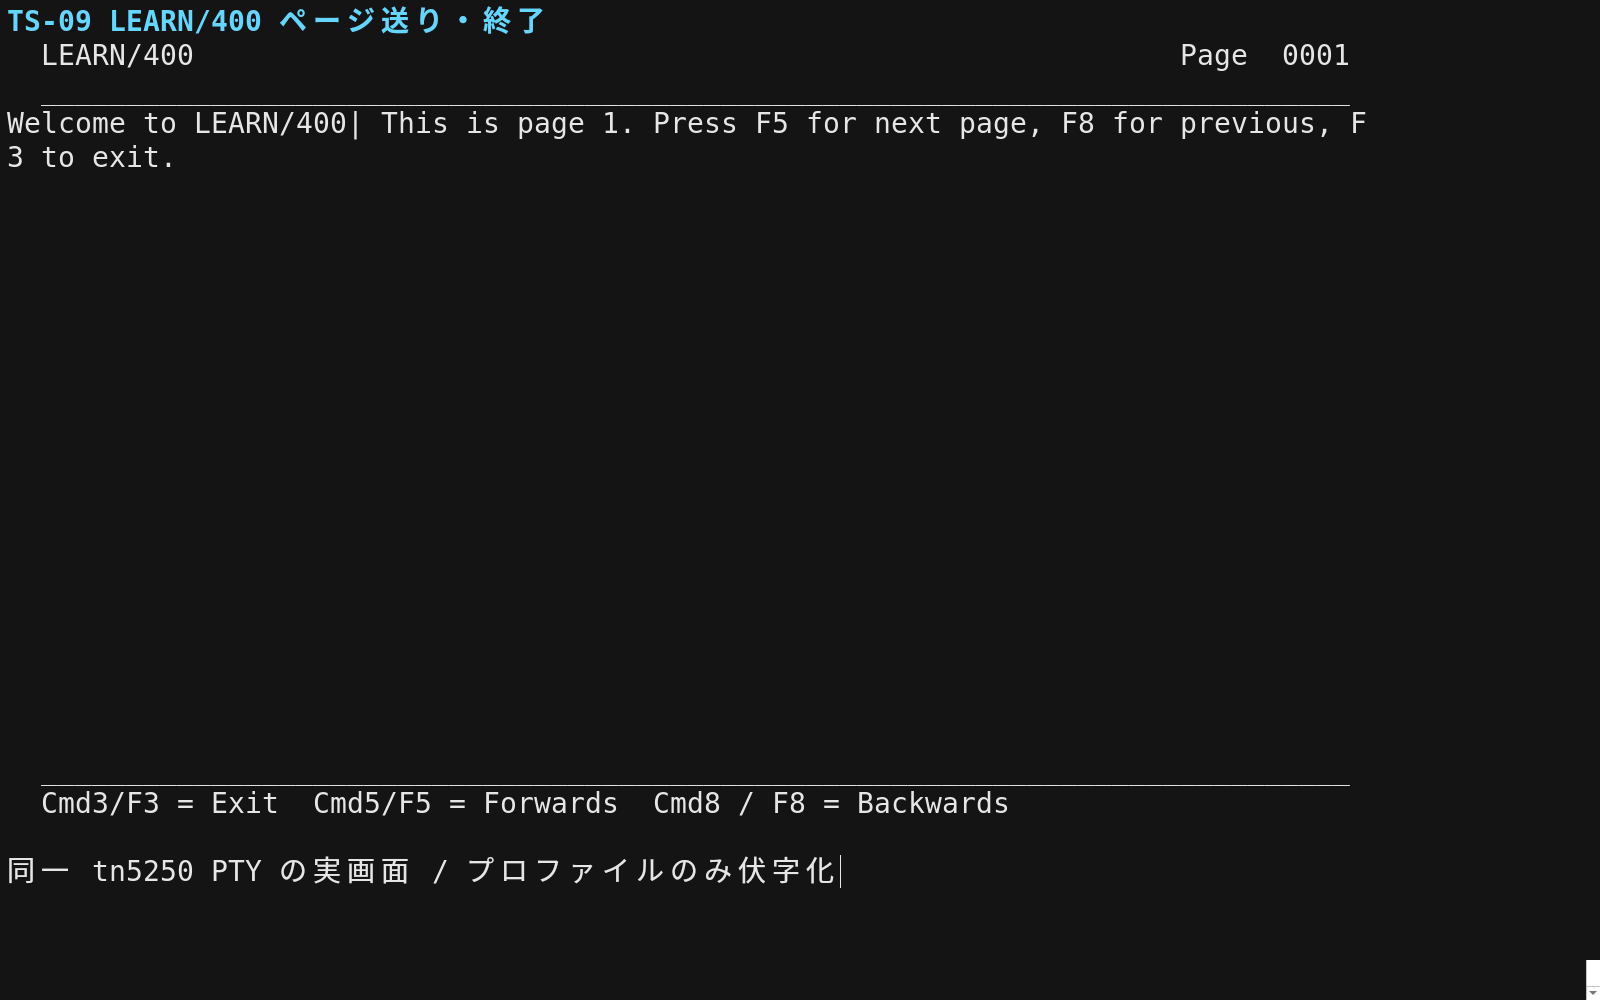 TS-09 LEARN/400 ページ送り・終了
LEARN/400 Page 0001
Welcome to LEARN/400| This is page 1. Press F5 for next page, F8 for previous, F
3 to exit.
Cmd3/F3 = Exit Cmd5/F5 = Forwards Cmd8 / F8 = Backwards
同一 tn5250 PTY の実画面 / プロファイルのみ伏字化